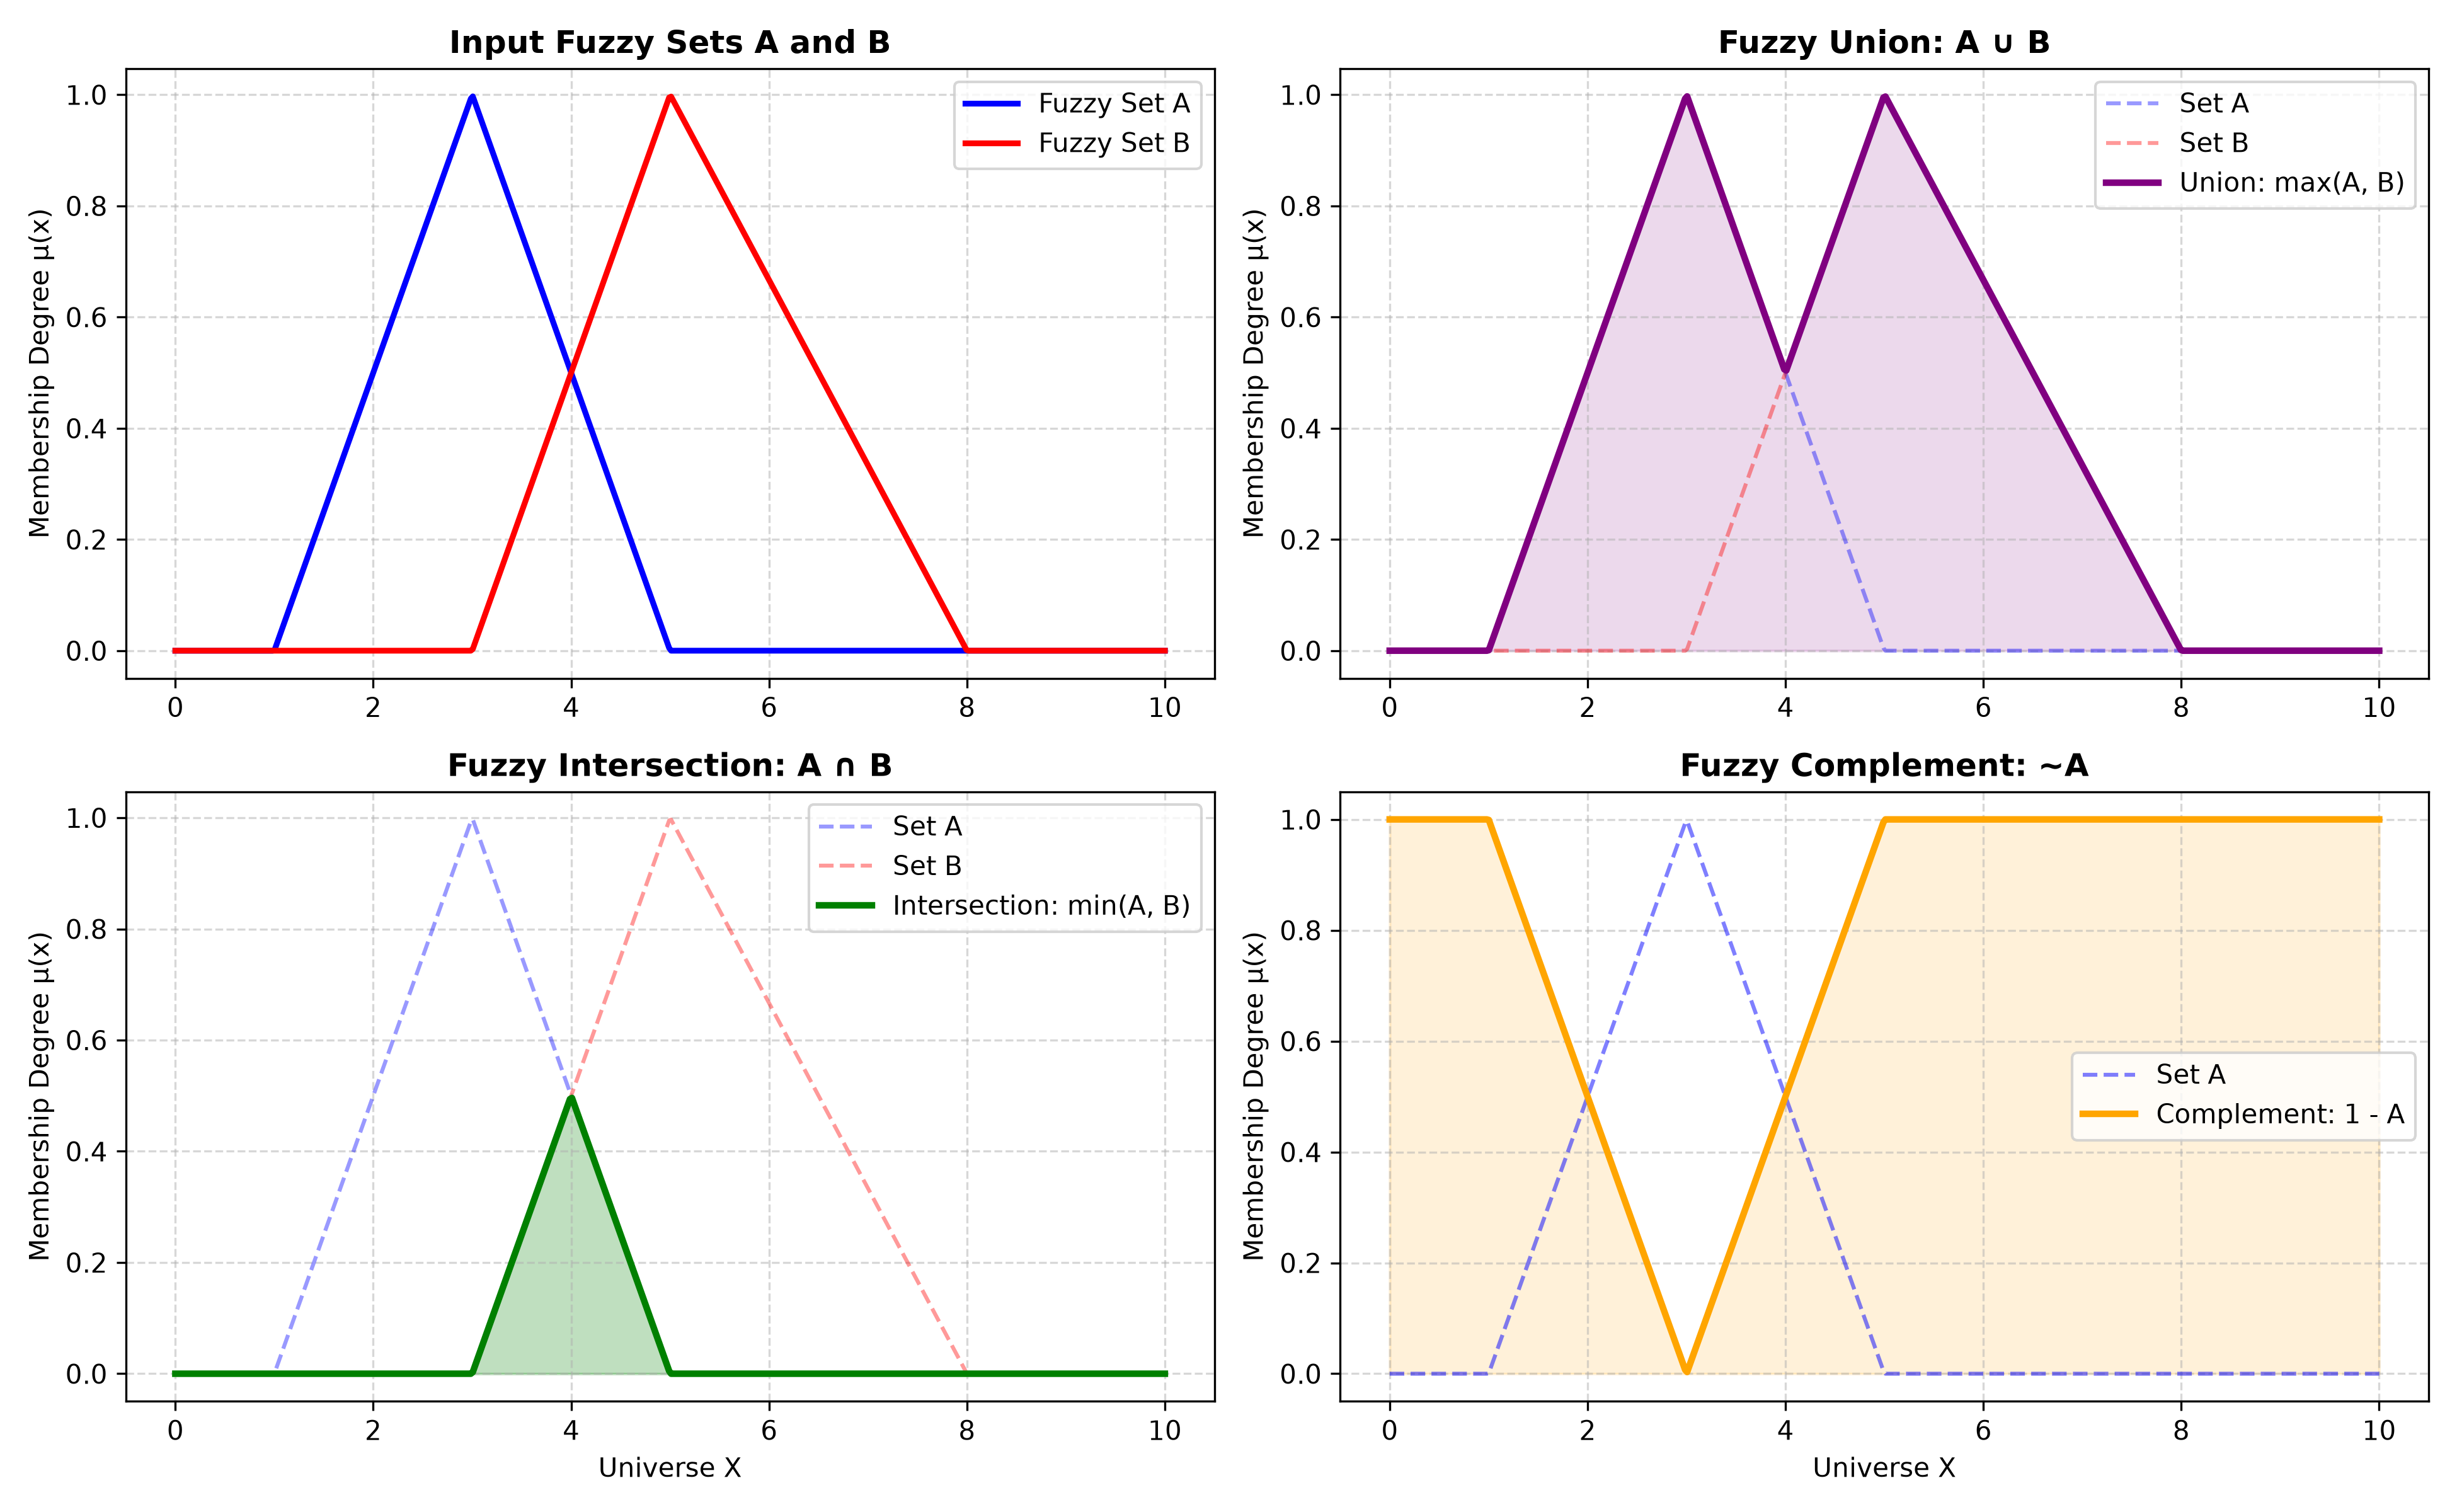 Input Fuzzy Sets A and B
Membership Degree μ(x)
1.0
0.8
0.6
0.4
0.2
0.0
0 2 4 6 8 10
Fuzzy Set A
Fuzzy Set B
Fuzzy Union: A ∪ B
Membership Degree μ(x)
1.0
0.8
0.6
0.4
0.2
0.0
0 2 4 6 8 10
Set A
Set B
Union: max(A, B)
Fuzzy Intersection: A ∩ B
Membership Degree μ(x)
1.0
0.8
0.6
0.4
0.2
0.0
0 2 4 6 8 10
Universe X
Set A
Set B
Intersection: min(A, B)
Fuzzy Complement: ~A
Membership Degree μ(x)
1.0
0.8
0.6
0.4
0.2
0.0
0 2 4 6 8 10
Universe X
Set A
Complement: 1 - A